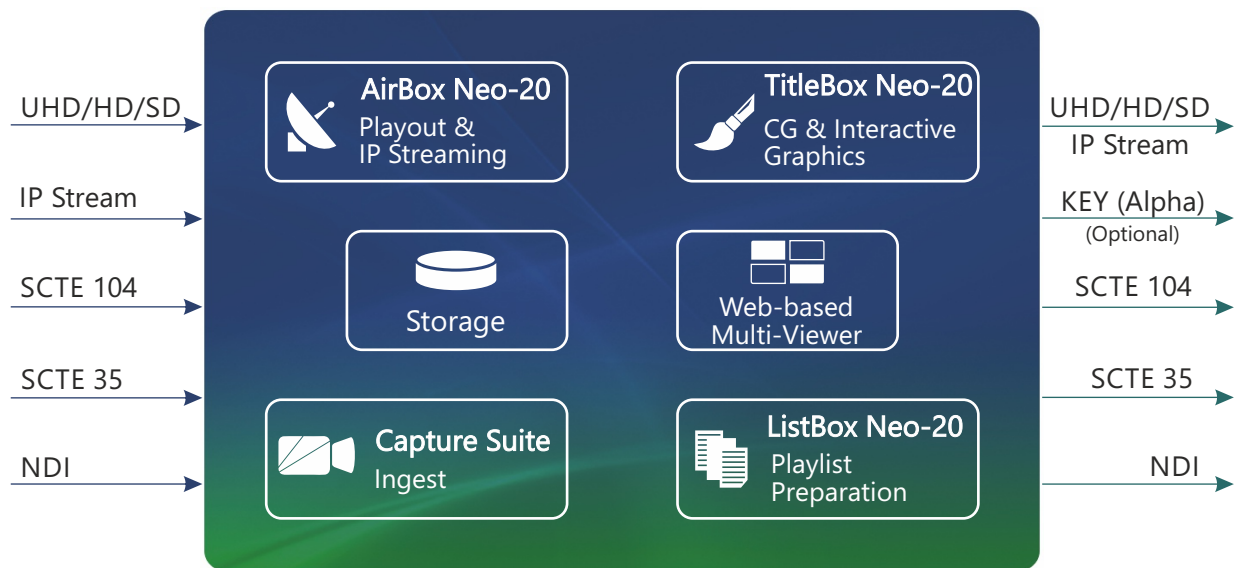 UHD/HD/SD
IP Stream
SCTE 104
SCTE 35
NDI
AirBox Neo-20
Playout &
IP Streaming
TitleBox Neo-20
CG & Interactive
Graphics
Storage
Web-based
Multi-Viewer
Capture Suite
Ingest
ListBox Neo-20
Playlist
Preparation
UHD/HD/SD
IP Stream
KEY (Alpha)
(Optional)
SCTE 104
SCTE 35
NDI